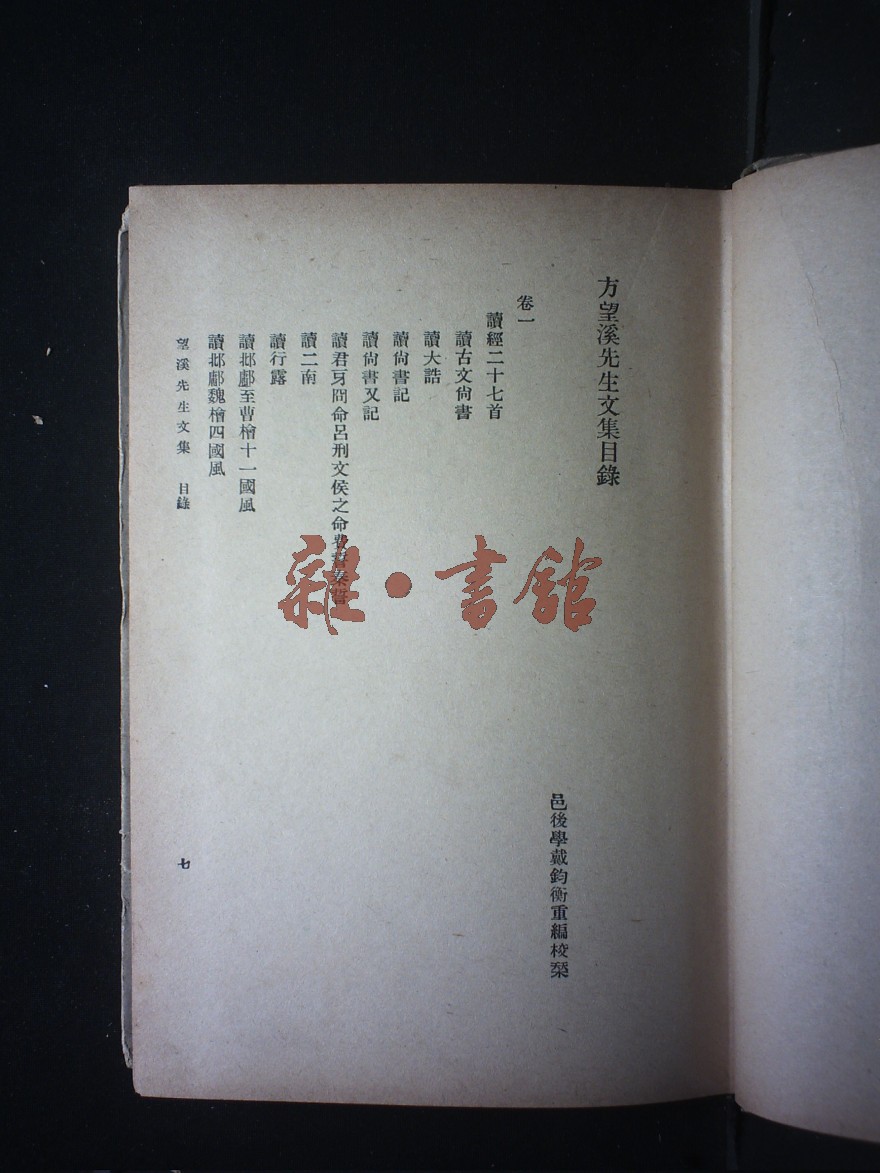 方望溪先生文集目錄
邑後學戴鈞衡重編校栞
卷一
讀經二十七首
讀古文尙書
讀大誥
讀尙書記
讀尙書又記
讀君牙冏命呂刑文侯之命費誓秦誓
讀二南
讀行露
讀邶鄘至曹檜十一國風
讀邶鄘魏檜四國風
望溪先生文集 目錄
七
雜·書館